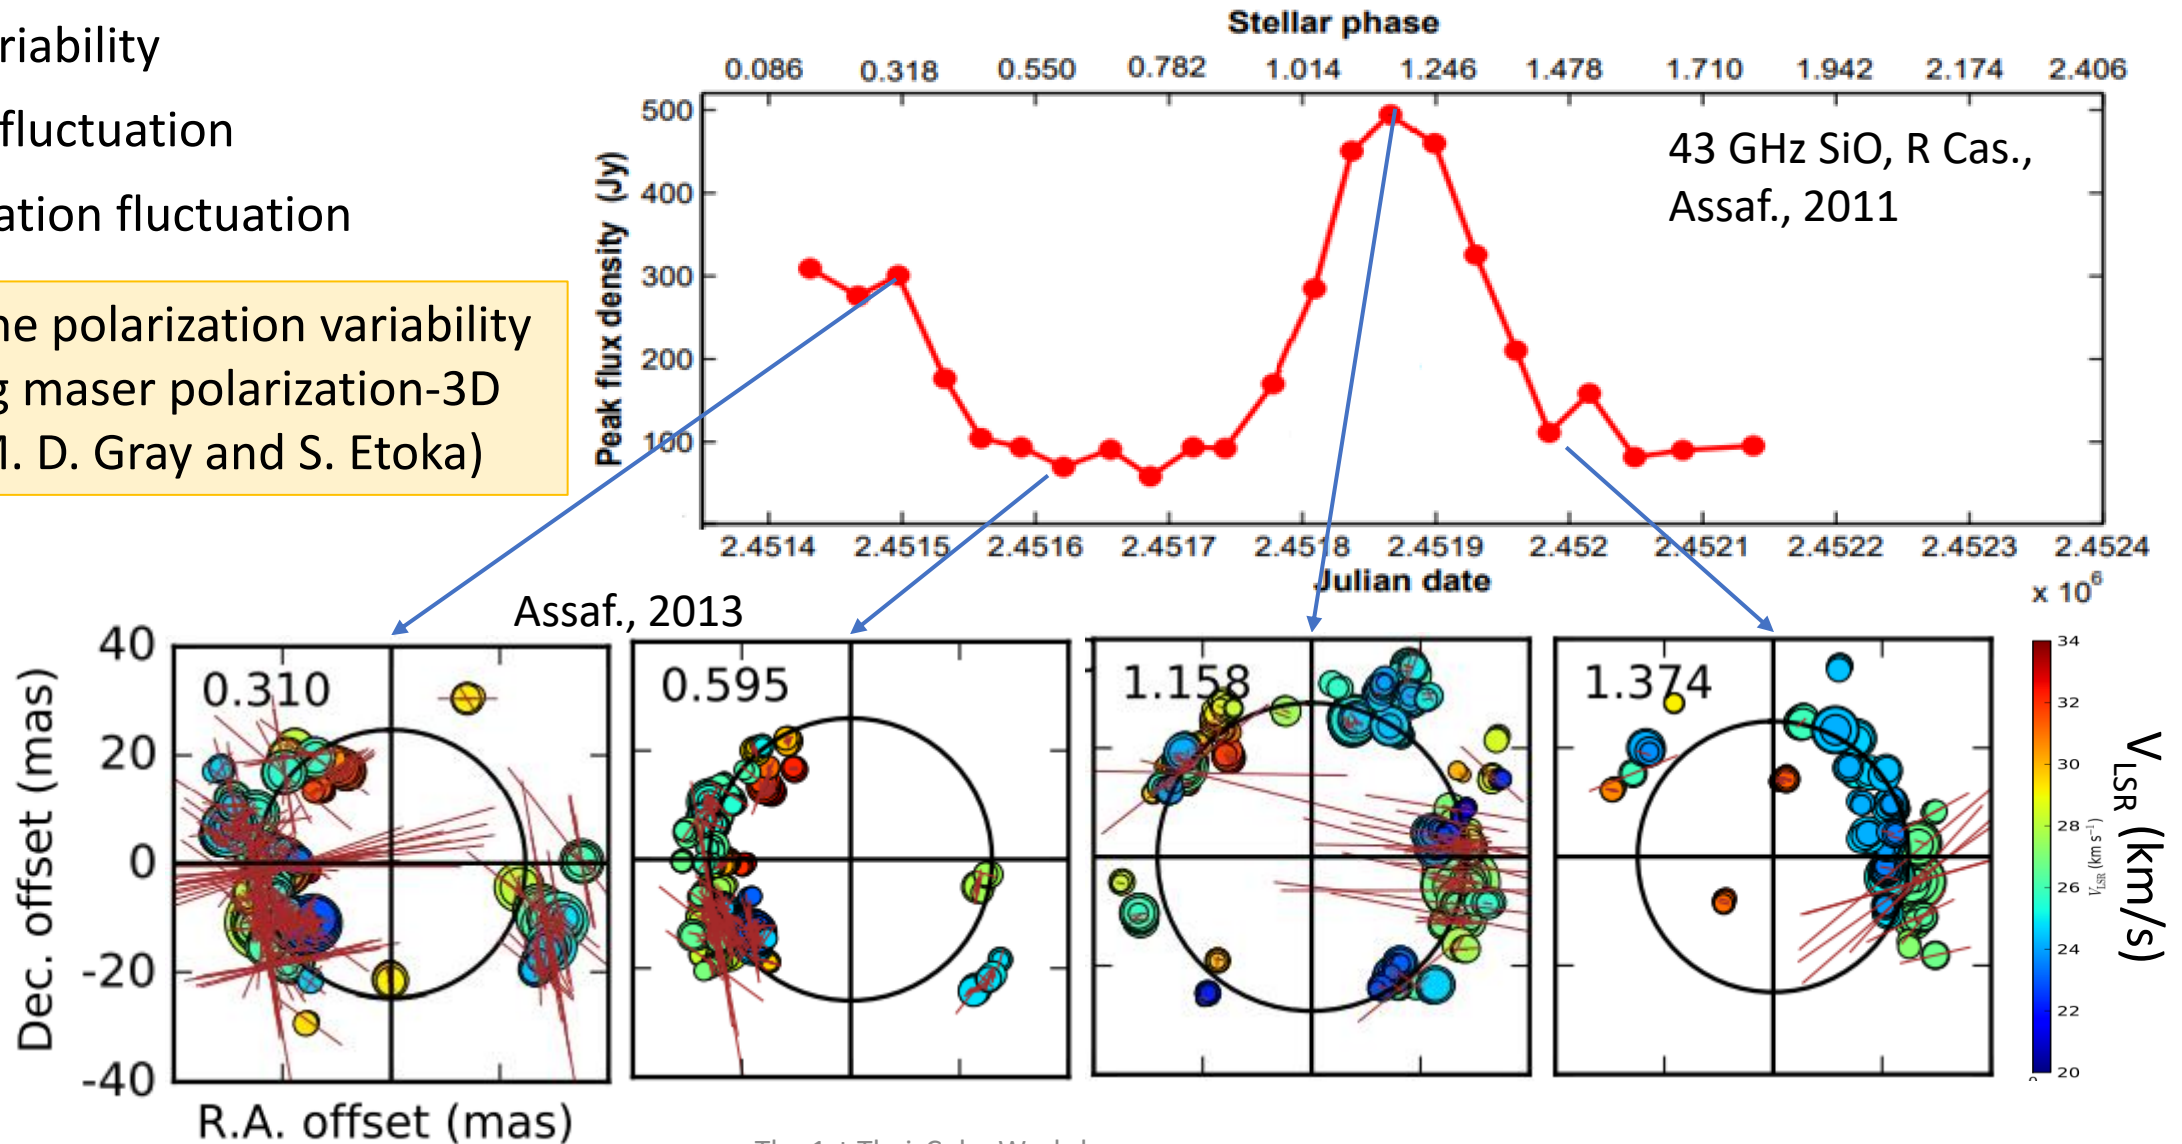 riability
fluctuation
ation fluctuation
ne polarization variability
g maser polarization-3D
M. D. Gray and S. Etoka)
Stellar phase
0.086 0.318 0.550 0.782 1.014 1.246 1.478 1.710 1.942 2.174 2.406
500
400
300
200
100
Peak flux density (Jy)
43 GHz SiO, R Cas.,
Assaf., 2011
2.4514 2.4515 2.4516 2.4517 2.4518 2.4519 2.452 2.4521 2.4522 2.4523 2.4524
Julian date
x 10⁶
Assaf., 2013
40
20
0
-20
-40
Dec. offset (mas)
R.A. offset (mas)
0.310
0.595
1.158
1.374
34
32
30
28
26
24
22
20
V_LSR (km s⁻¹)
V_LSR (km/s)